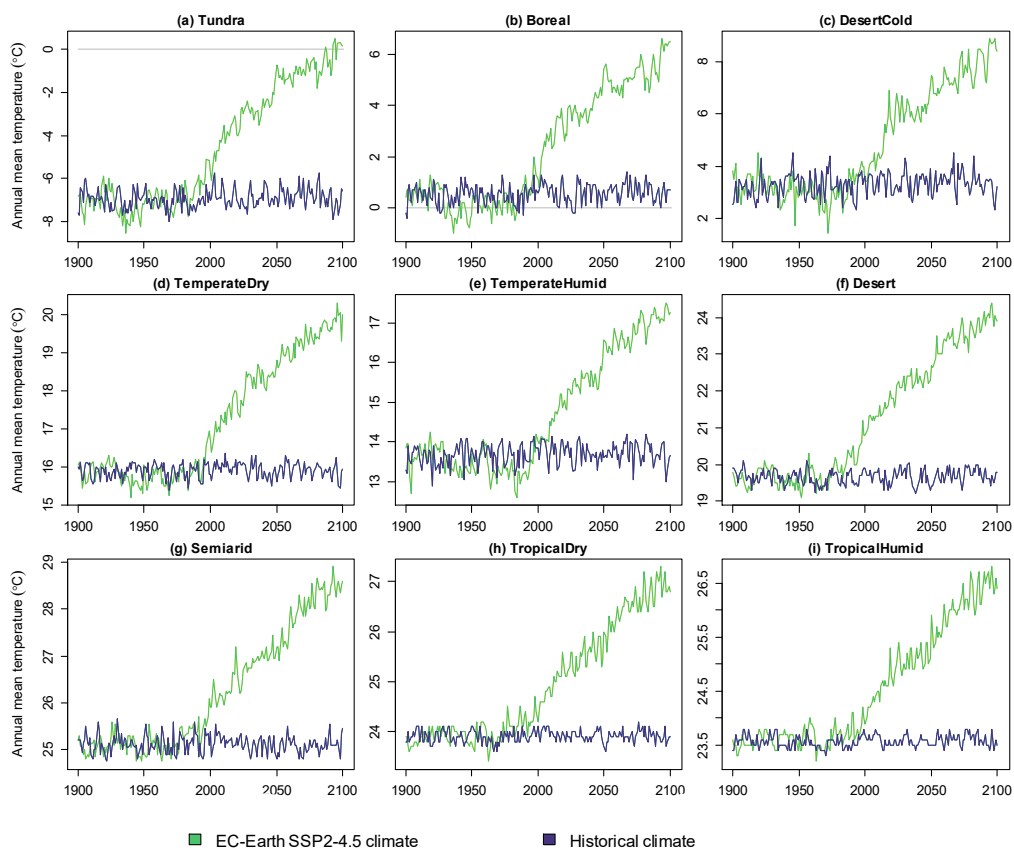 (a) Tundra
(b) Boreal
(c) DesertCold
Annual mean temperature (°C)
0
-2
-4
-6
-8
6
4
2
0
8
6
4
2
1900 1950 2000 2050 2100
1900 1950 2000 2050 2100
1900 1950 2000 2050 2100
(d) TemperateDry
(e) TemperateHumid
(f) Desert
Annual mean temperature (°C)
20
19
18
17
16
15
17
16
15
14
13
24
23
22
21
20
19
1900 1950 2000 2050 2100
1900 1950 2000 2050 2100
1900 1950 2000 2050 2100
(g) Semiarid
(h) TropicalDry
(i) TropicalHumid
Annual mean temperature (°C)
29
28
27
26
25
27
26
25
24
26.5
25.5
24.5
23.5
1900 1950 2000 2050 2100
1900 1950 2000 2050 2100
1900 1950 2000 2050 2100
EC-Earth SSP2-4.5 climate
Historical climate